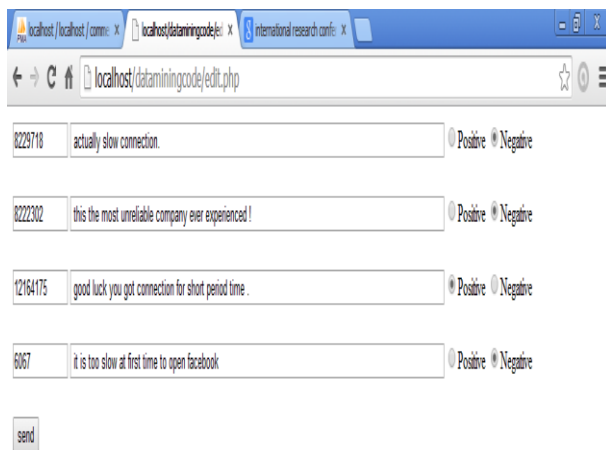 localhost / localhost / comme x localhost/dataminingcode/ed x international research confe x
localhost/dataminingcode/edit.php
8229718 actually slow connection. Positive Negative
8222302 this the most unreliable company ever experienced ! Positive Negative
12164175 good luck you got connection for short period time . Positive Negative
6067 it is too slow at first time to open facebook Positive Negative
send